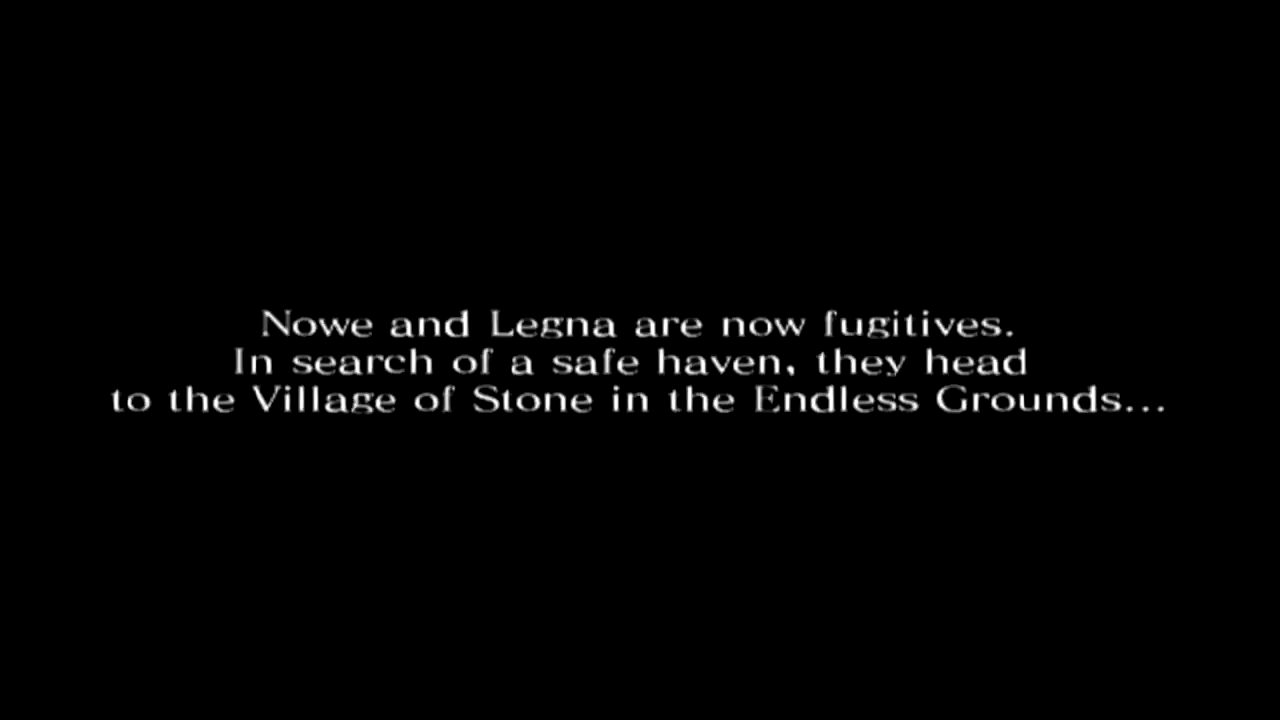 Nowe and Legna are now fugitives.
In search of a safe haven, they head
to the Village of Stone in the Endless Grounds...